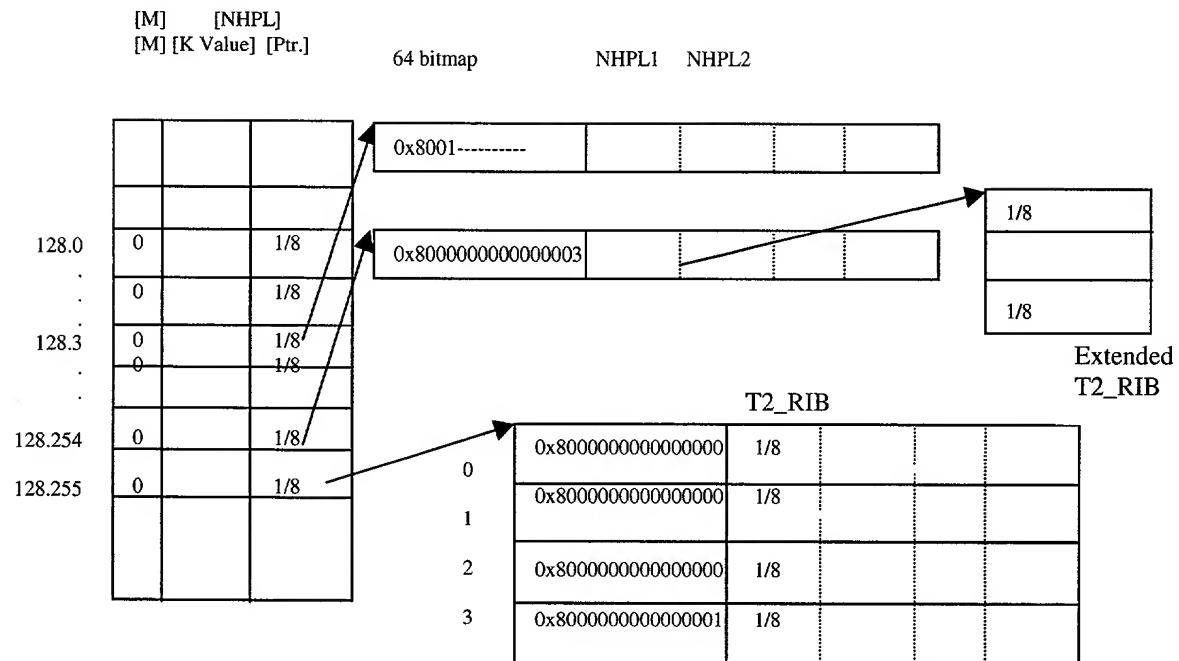 [M] [NHPL]
[M] [K Value] [Ptr.]
64 bitmap NHPL1 NHPL2
0x8001----------
1/8
128.0 0 1/8
0x8000000000000003
.
. 0 1/8
1/8
.
128.3 0 1/8
. 0 1/8
.
Extended
T2_RIB
T2_RIB
128.254 0 1/8
0x8000000000000000 1/8
0
128.255 0 1/8
0x8000000000000000 1/8
1
2 0x8000000000000000 1/8
3 0x8000000000000001 1/8